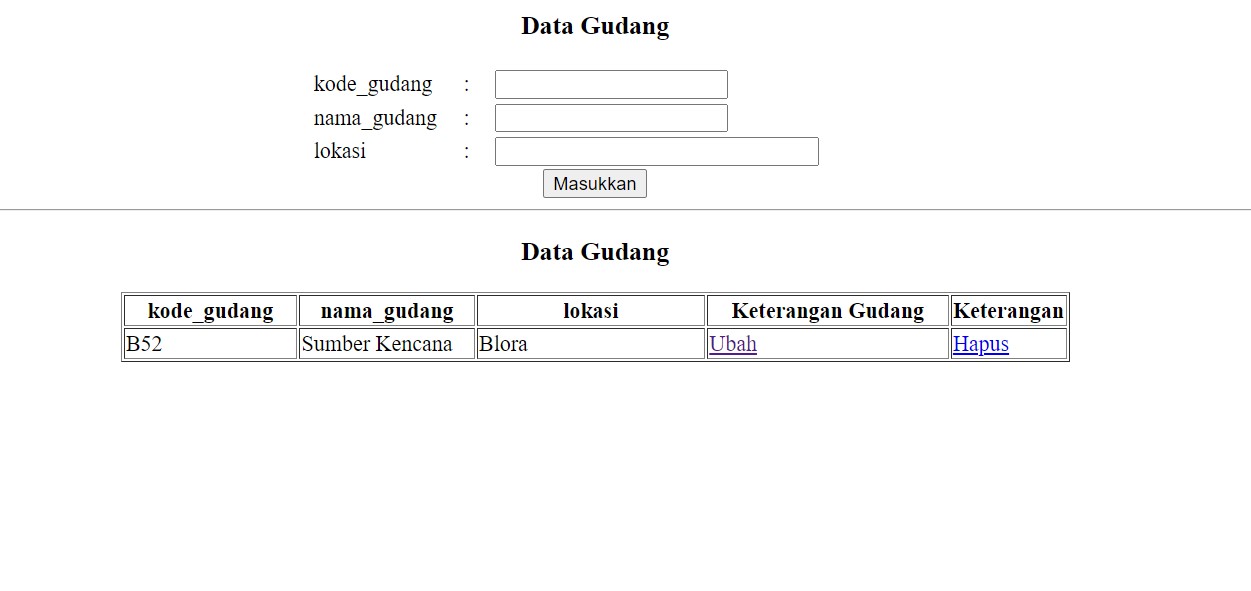 Data Gudang
kode_gudang :
nama_gudang :
lokasi :
Masukkan
Data Gudang
kode_gudang nama_gudang lokasi Keterangan Gudang Keterangan
B52 Sumber Kencana Blora Ubah Hapus